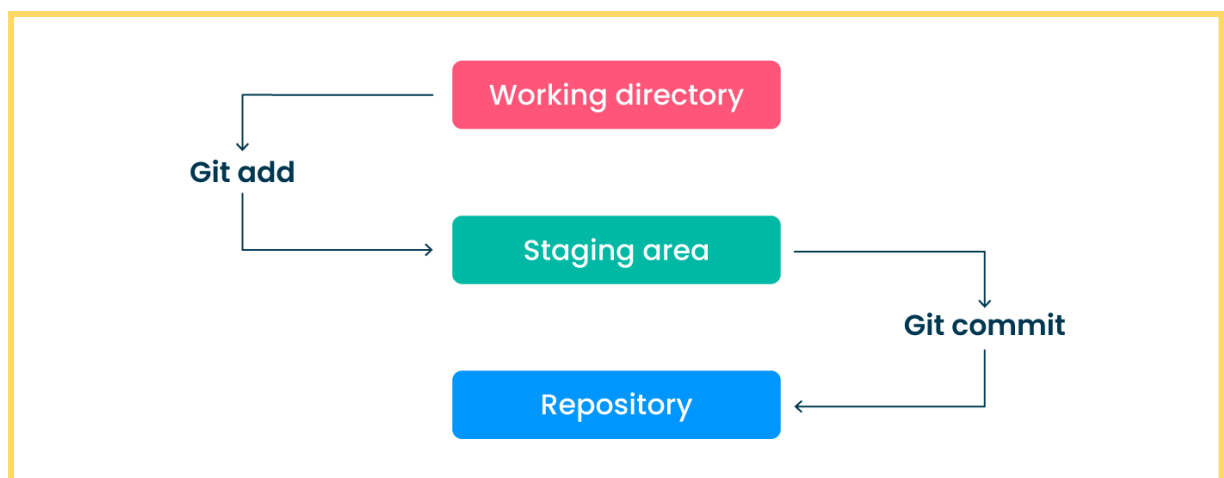 Working directory
Git add
Staging area
Git commit
Repository